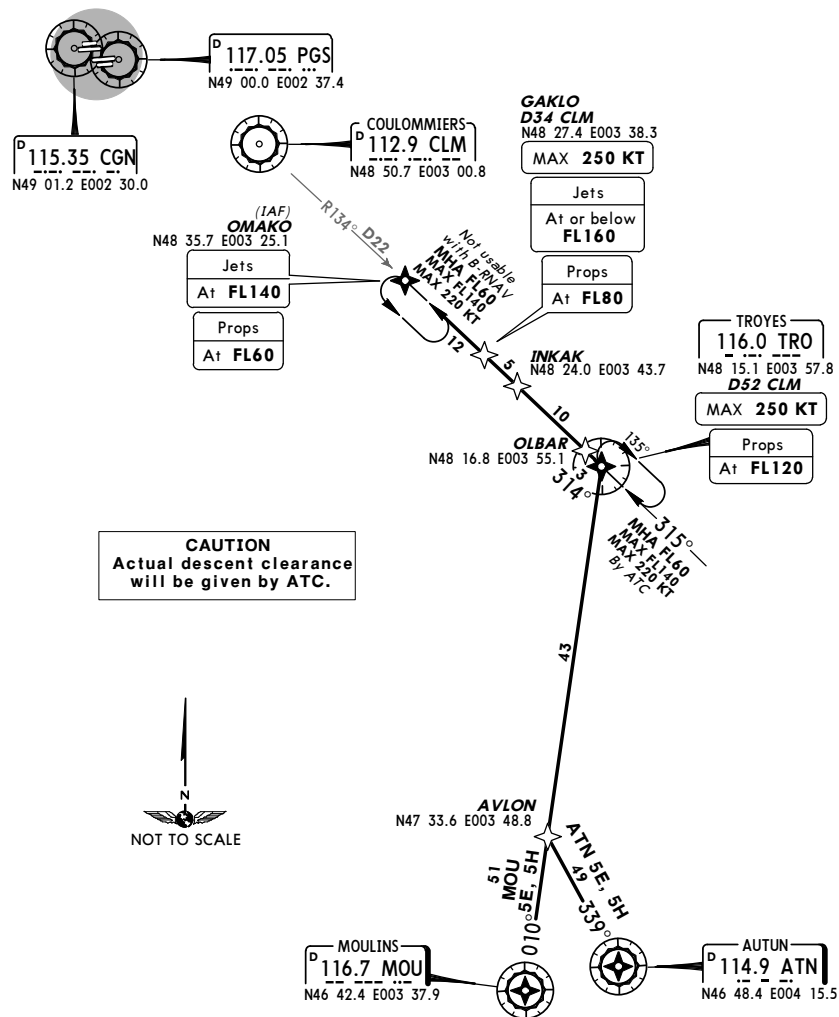 D 117.05 PGS
N49 00.0 E002 37.4
D 115.35 CGN
N49 01.2 E002 30.0
COULOMMIERS
D 112.9 CLM
N48 50.7 E003 00.8
GAKLO
D34 CLM
N48 27.4 E003 38.3
MAX 250 KT
Jets
At or below
FL160
Props
At FL80
R134° D22
(IAF)
OMAKO
N48 35.7 E003 25.1
Jets
At FL140
Props
At FL60
Not usable
with B-RNAV
MHA FL60
MAX FL140
MAX 220 KT
12
5
INKAK
N48 24.0 E003 43.7
10
TROYES
116.0 TRO
N48 15.1 E003 57.8
D52 CLM
MAX 250 KT
Props
At FL120
OLBAR
N48 16.8 E003 55.1
3
314°
135°
315°
MHA FL60
MAX FL140
MAX 220 KT
By ATC
CAUTION
Actual descent clearance
will be given by ATC.
43
N
NOT TO SCALE
AVLON
N47 33.6 E003 48.8
51
MOU
5E, 5H
010°
ATN 5E, 5H
49
339°
MOULINS
D 116.7 MOU
N46 42.4 E003 37.9
AUTUN
D 114.9 ATN
N46 48.4 E004 15.5